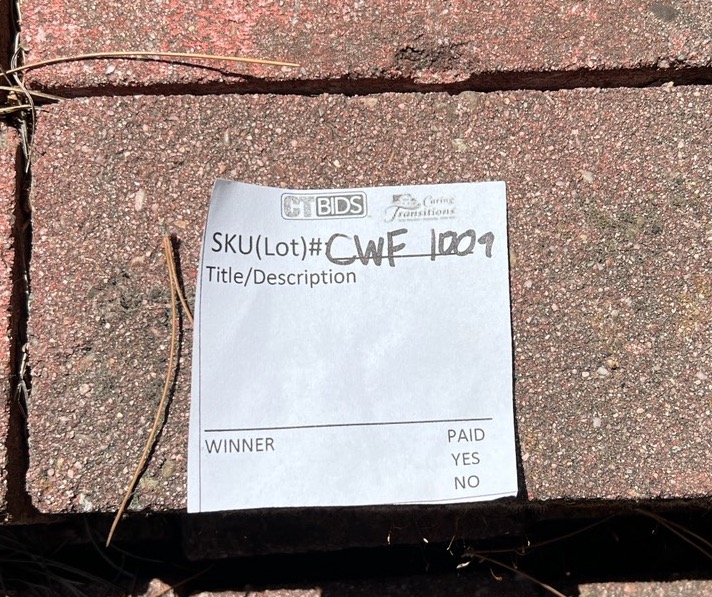 CTBIDS Caring Transitions
SKU(Lot)# CWF 1009
Title/Description
WINNER PAID
YES
NO